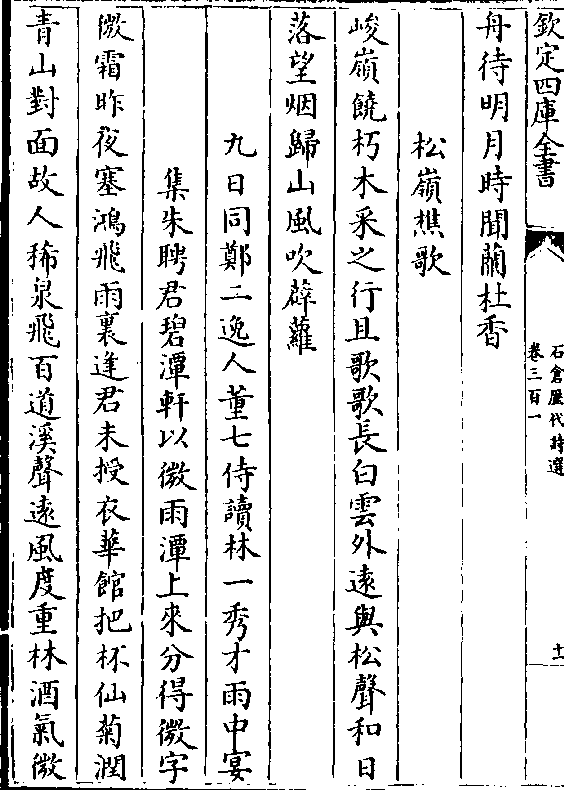 欽定四庫全書
石倉歷代詩選
卷三百一
十一
舟待明月時聞蘭杜香
松嶺樵歌
峻嶺饒朽木采之行且歌歌長白雲外遠與松聲和日
落望烟歸山風吹薜蘿
九日同鄭二逸人董七侍讀林一秀才雨中宴
集朱聘君碧潭軒以微雨潭上來分得微字
微霜昨夜塞鴻飛雨裏逢君未授衣華館把杯仙菊潤
青山對面故人稀泉飛百道溪聲遠風度重林酒氣微